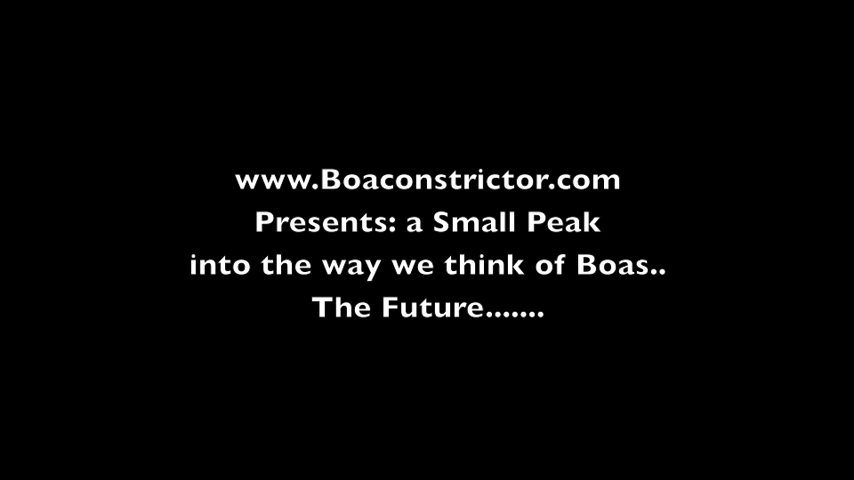 www.Boaconstrictor.com
Presents: a Small Peak
into the way we think of Boas..
The Future.......